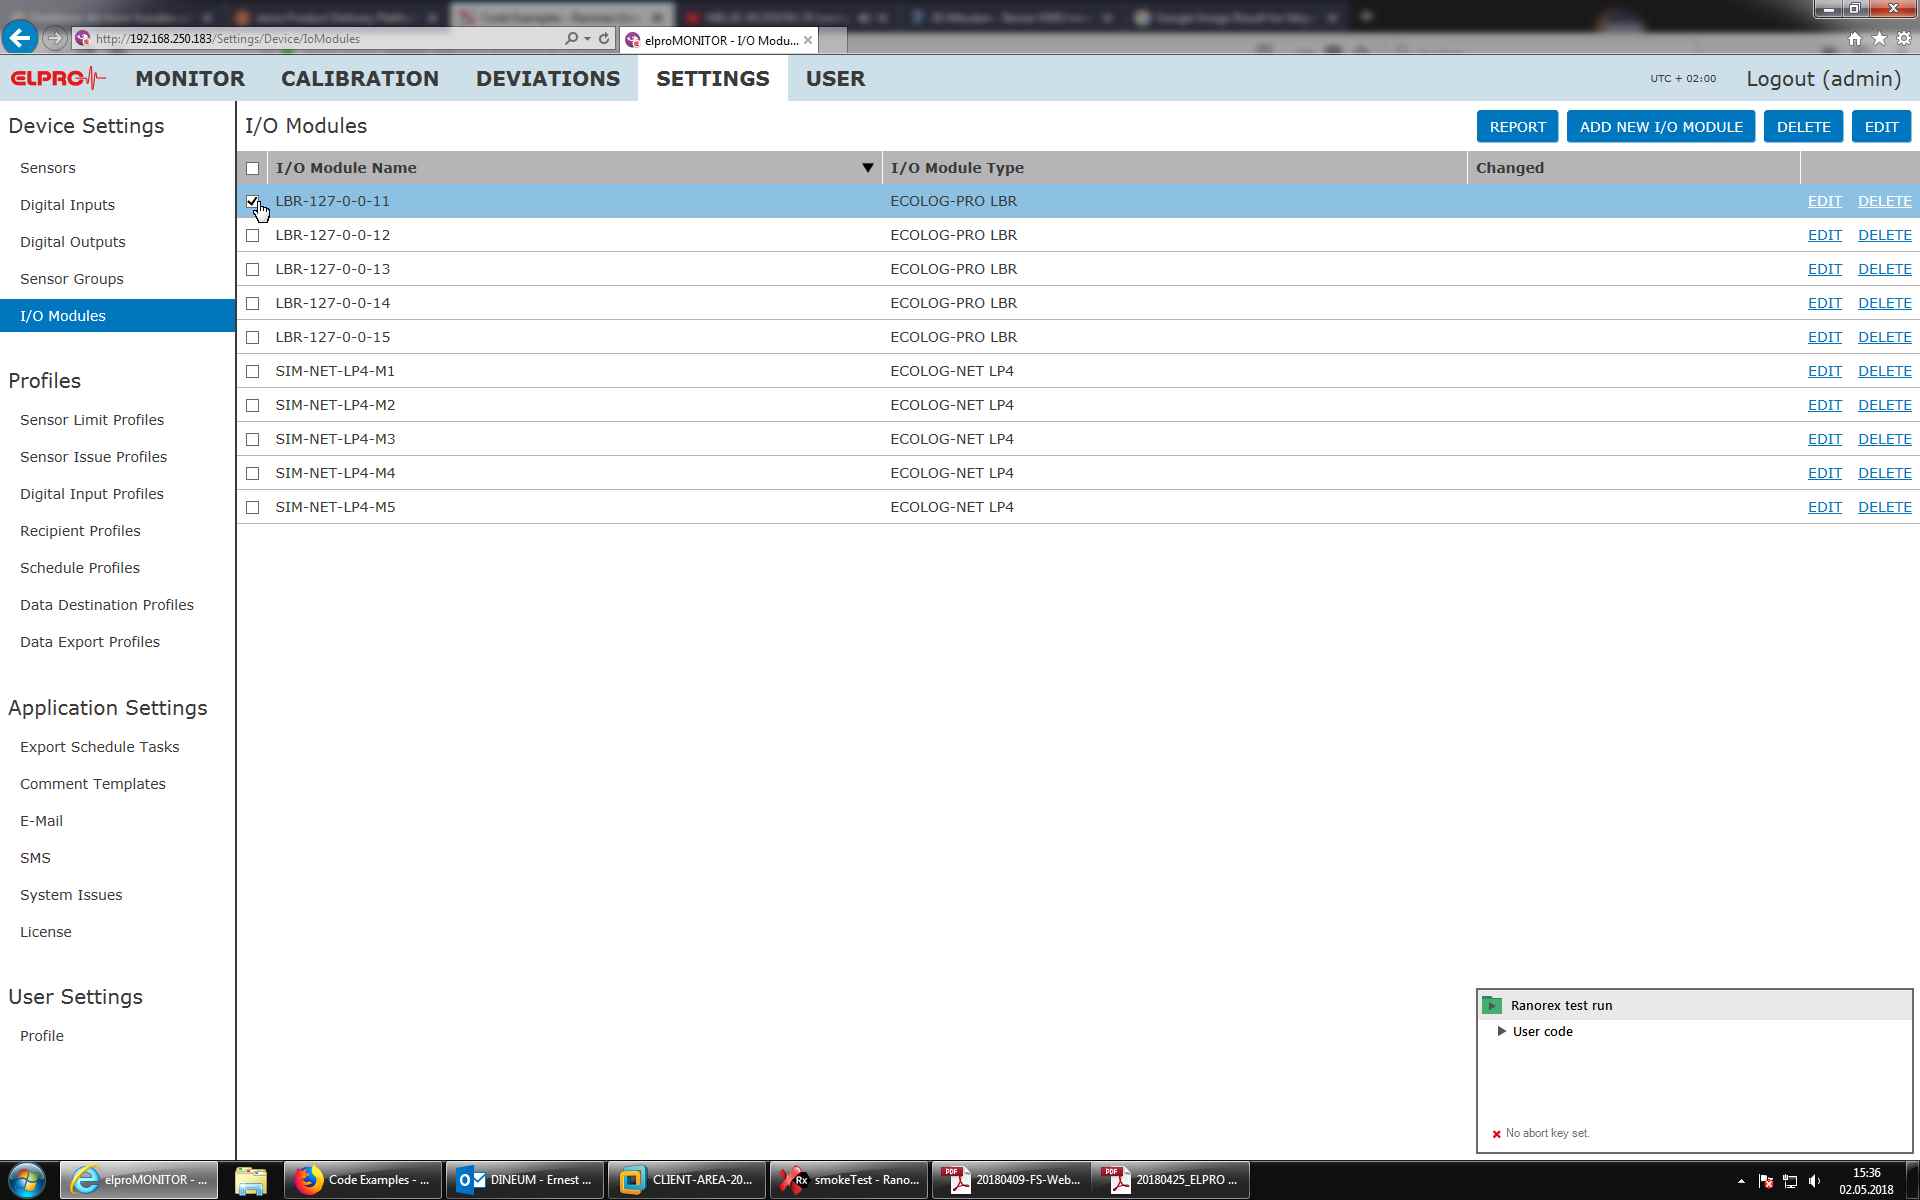 http://192.168.250.183/Settings/Device/IoModules
elproMONITOR - I/O Modu...
ELPRO
MONITOR
CALIBRATION
DEVIATIONS
SETTINGS
USER
UTC + 02:00
Logout (admin)
Device Settings
Sensors
Digital Inputs
Digital Outputs
Sensor Groups
I/O Modules
Profiles
Sensor Limit Profiles
Sensor Issue Profiles
Digital Input Profiles
Recipient Profiles
Schedule Profiles
Data Destination Profiles
Data Export Profiles
Application Settings
Export Schedule Tasks
Comment Templates
E-Mail
SMS
System Issues
License
User Settings
Profile
I/O Modules
REPORT
ADD NEW I/O MODULE
DELETE
EDIT
I/O Module Name ▼ I/O Module Type Changed
LBR-127-0-0-11 ECOLOG-PRO LBR EDIT DELETE
LBR-127-0-0-12 ECOLOG-PRO LBR EDIT DELETE
LBR-127-0-0-13 ECOLOG-PRO LBR EDIT DELETE
LBR-127-0-0-14 ECOLOG-PRO LBR EDIT DELETE
LBR-127-0-0-15 ECOLOG-PRO LBR EDIT DELETE
SIM-NET-LP4-M1 ECOLOG-NET LP4 EDIT DELETE
SIM-NET-LP4-M2 ECOLOG-NET LP4 EDIT DELETE
SIM-NET-LP4-M3 ECOLOG-NET LP4 EDIT DELETE
SIM-NET-LP4-M4 ECOLOG-NET LP4 EDIT DELETE
SIM-NET-LP4-M5 ECOLOG-NET LP4 EDIT DELETE
Ranorex test run
User code
No abort key set.
elproMONITOR - ...
Code Examples - ...
DINEUM - Ernest ...
CLIENT-AREA-20...
Rx
smokeTest - Rano...
PDF
20180409-FS-Web...
PDF
20180425_ELPRO ...
15:36
02.05.2018